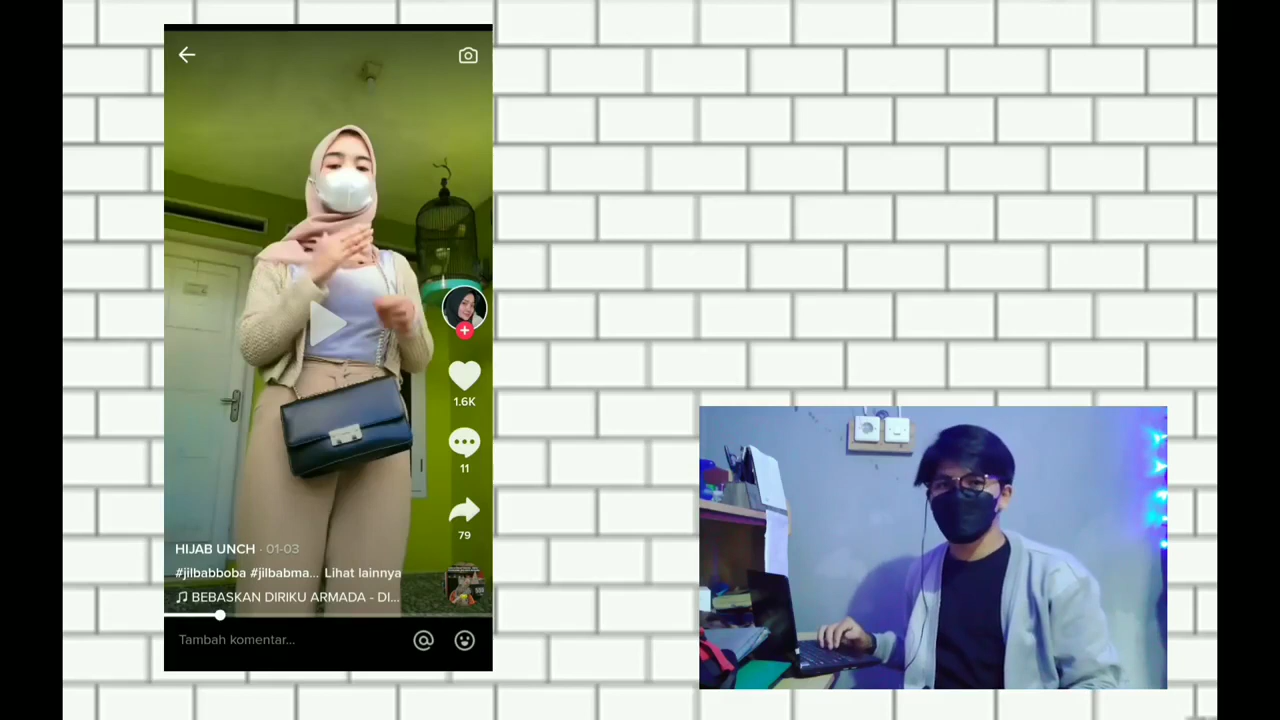 1.6K
11
79
HIJAB UNCH · 01-03
#jilbabboba #jilbabma... Lihat lainnya
BEBASKAN DIRIKU ARMADA - DI...
Tambah komentar...